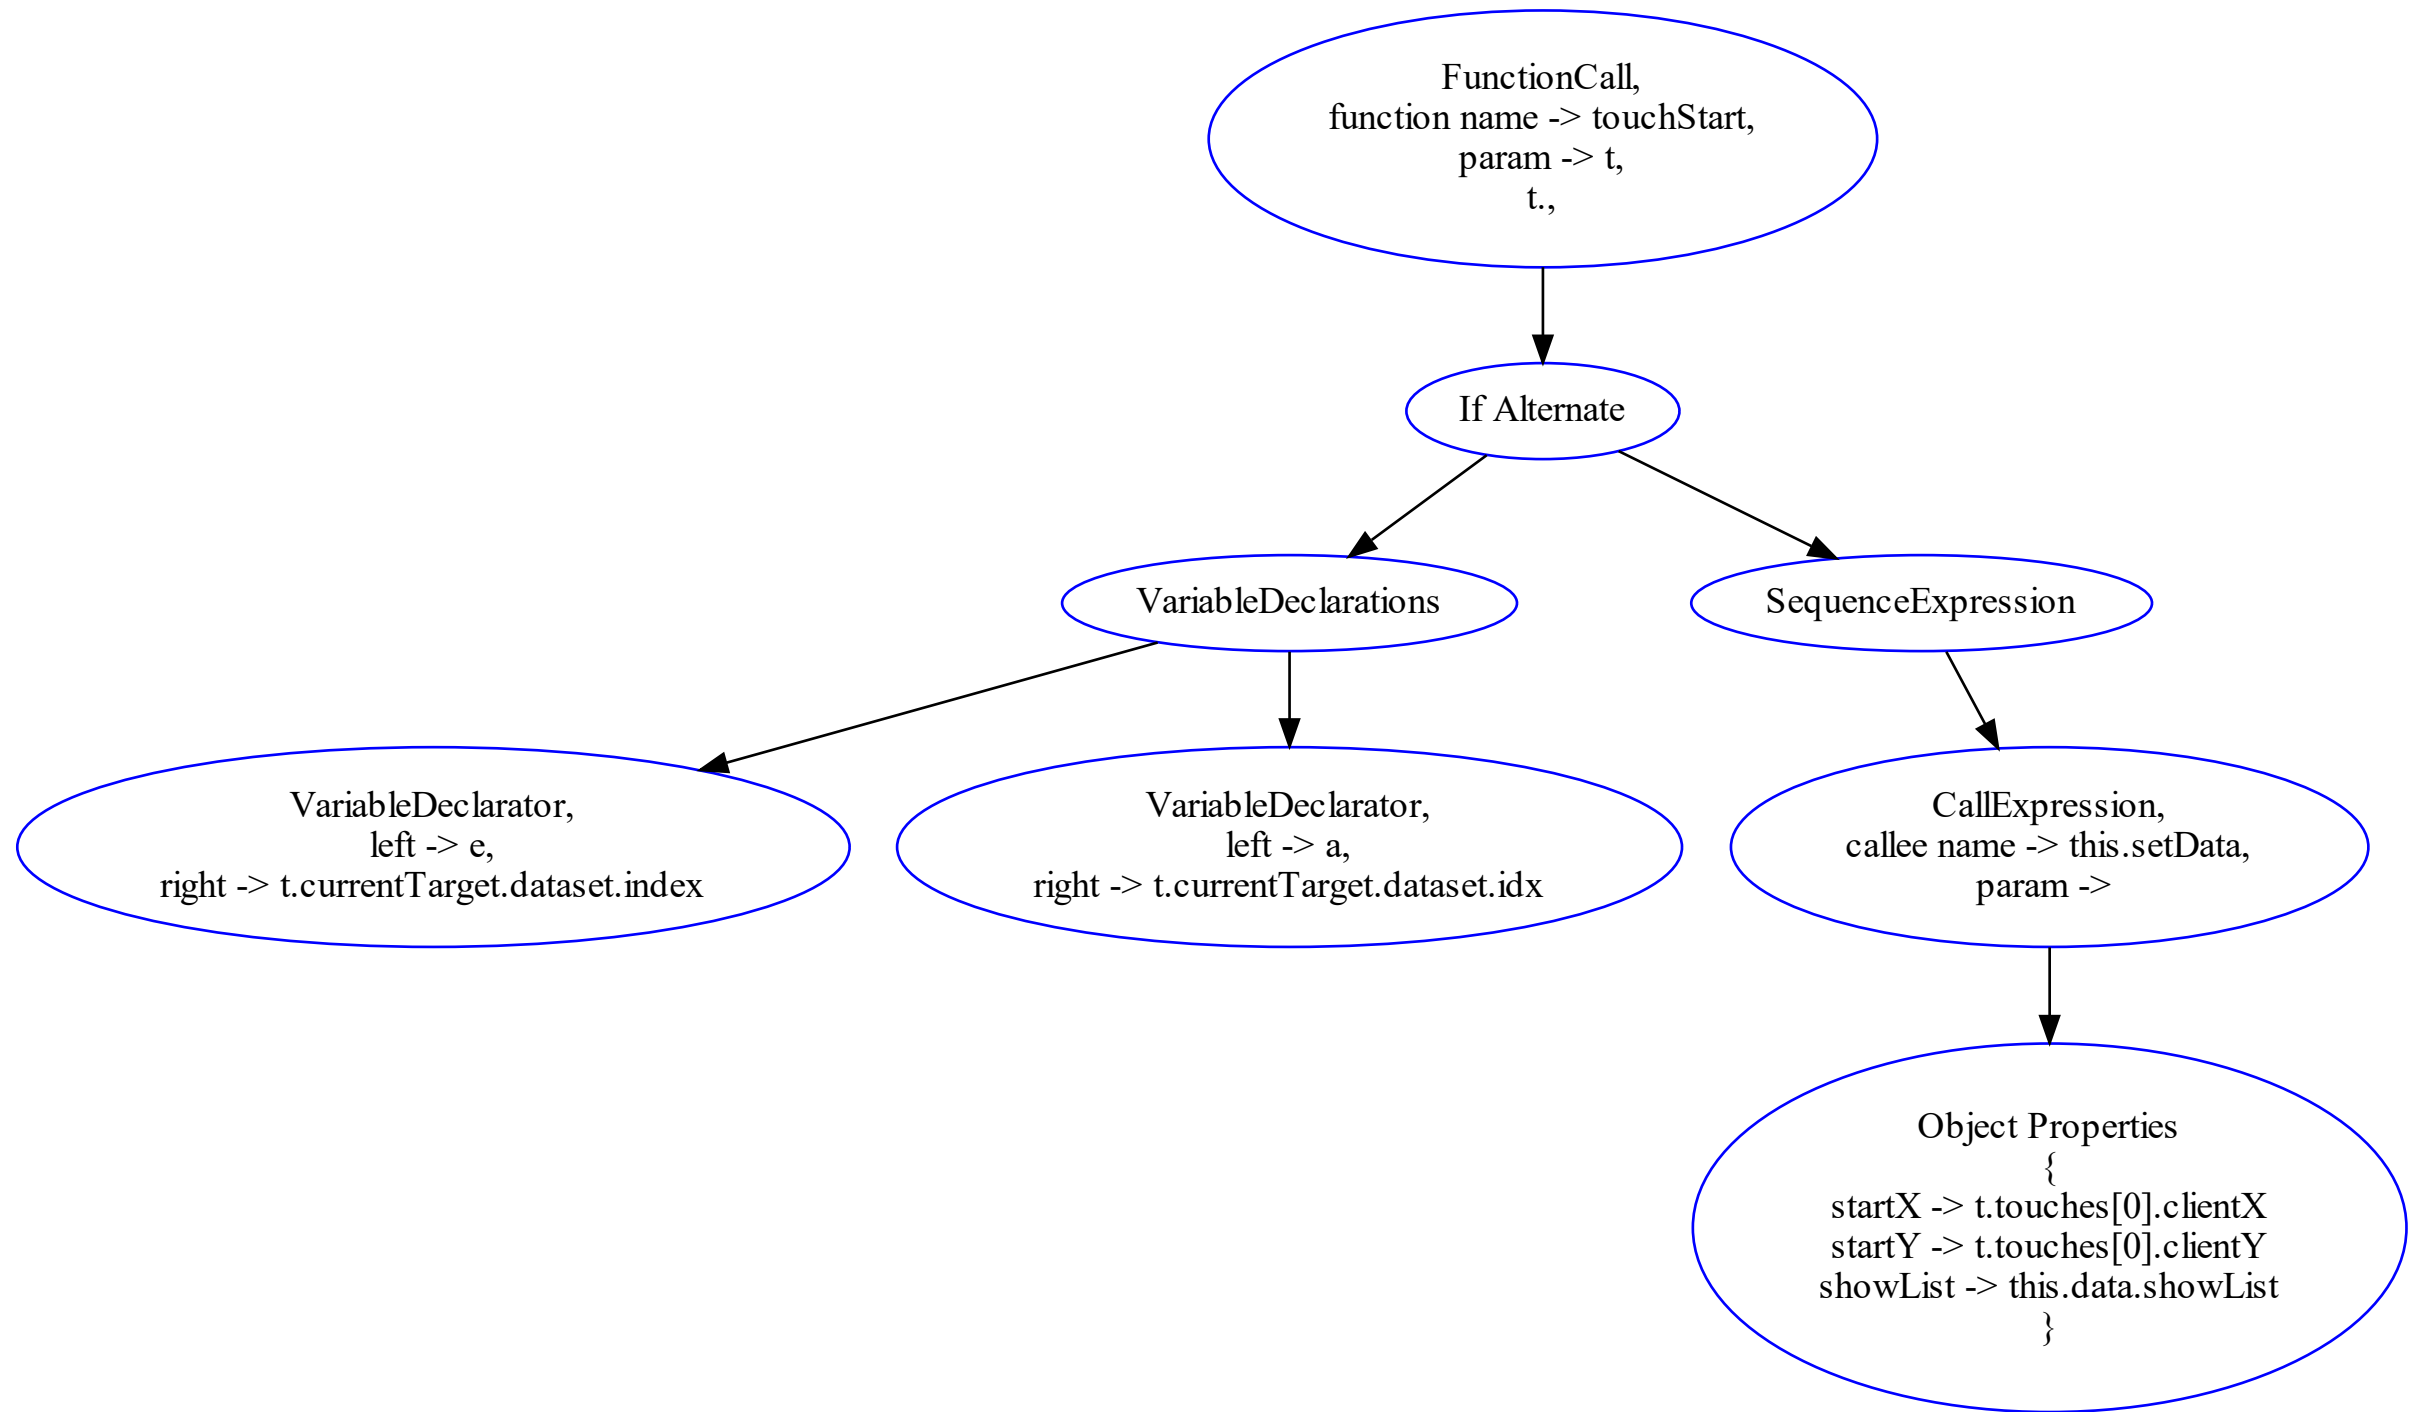 FunctionCall,
function name -> touchStart,
param -> t,
t.,
If Alternate
VariableDeclarations
SequenceExpression
VariableDeclarator,
left -> e,
right -> t.currentTarget.dataset.index
VariableDeclarator,
left -> a,
right -> t.currentTarget.dataset.idx
CallExpression,
callee name -> this.setData,
param ->
Object Properties
{
startX -> t.touches[0].clientX
startY -> t.touches[0].clientY
showList -> this.data.showList
}